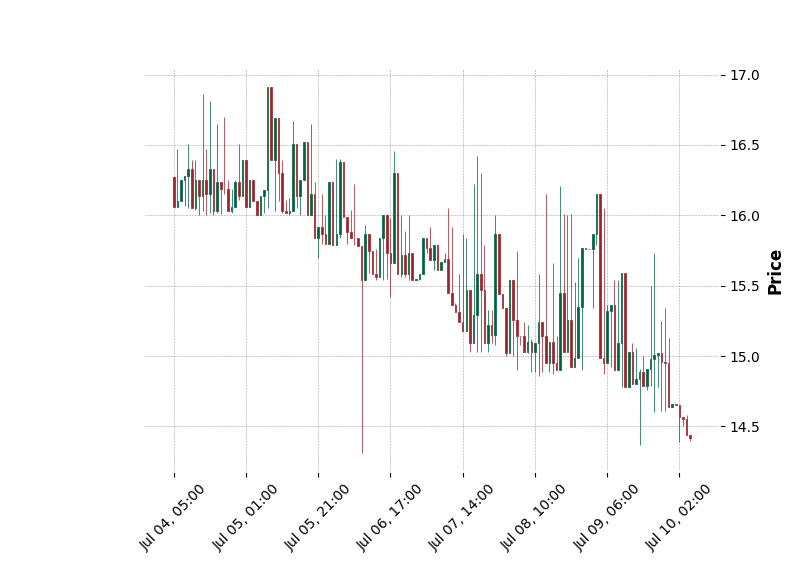 17.0
16.5
16.0
15.5
15.0
14.5
Price
Jul 04, 05:00
Jul 05, 01:00
Jul 05, 21:00
Jul 06, 17:00
Jul 07, 14:00
Jul 08, 10:00
Jul 09, 06:00
Jul 10, 02:00